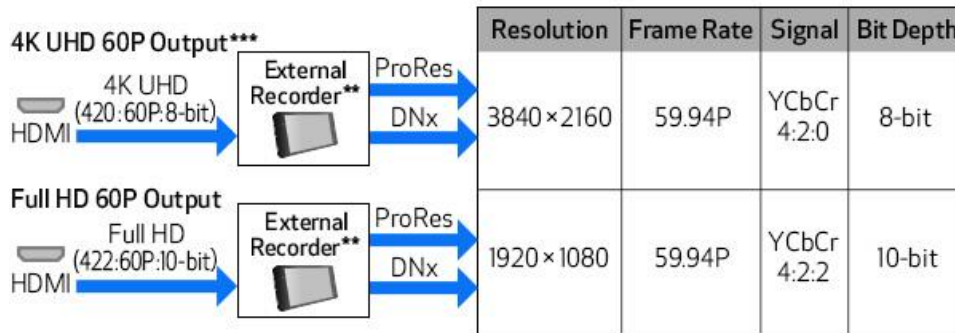 4K UHD 60P Output***
4K UHD
(420:60P:8-bit)
HDMI
External
Recorder**
ProRes
DNx
Full HD 60P Output
Full HD
(422:60P:10-bit)
HDMI
External
Recorder**
ProRes
DNx
Resolution Frame Rate Signal Bit Depth
3840×2160 59.94P YCbCr 4:2:0 8-bit
1920×1080 59.94P YCbCr 4:2:2 10-bit